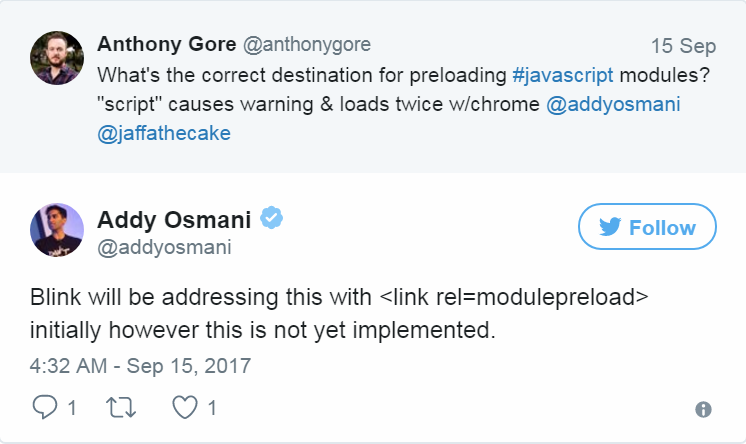 Anthony Gore @anthonygore 15 Sep
What's the correct destination for preloading #javascript modules?
"script" causes warning & loads twice w/chrome @addyosmani
@jaffathecake
Addy Osmani
@addyosmani
Follow
Blink will be addressing this with <link rel=modulepreload>
initially however this is not yet implemented.
4:32 AM - Sep 15, 2017
1 1